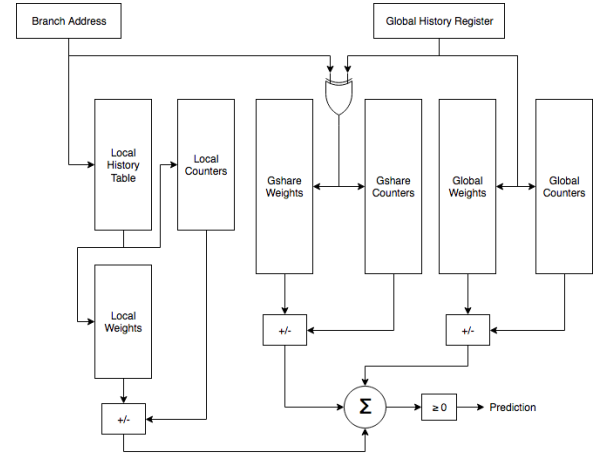 Branch Address
Global History Register
Local
History
Table
Local
Counters
Gshare
Weights
Gshare
Counters
Global
Weights
Global
Counters
Local
Weights
+/-
+/-
+/-
Σ
≥ 0
Prediction